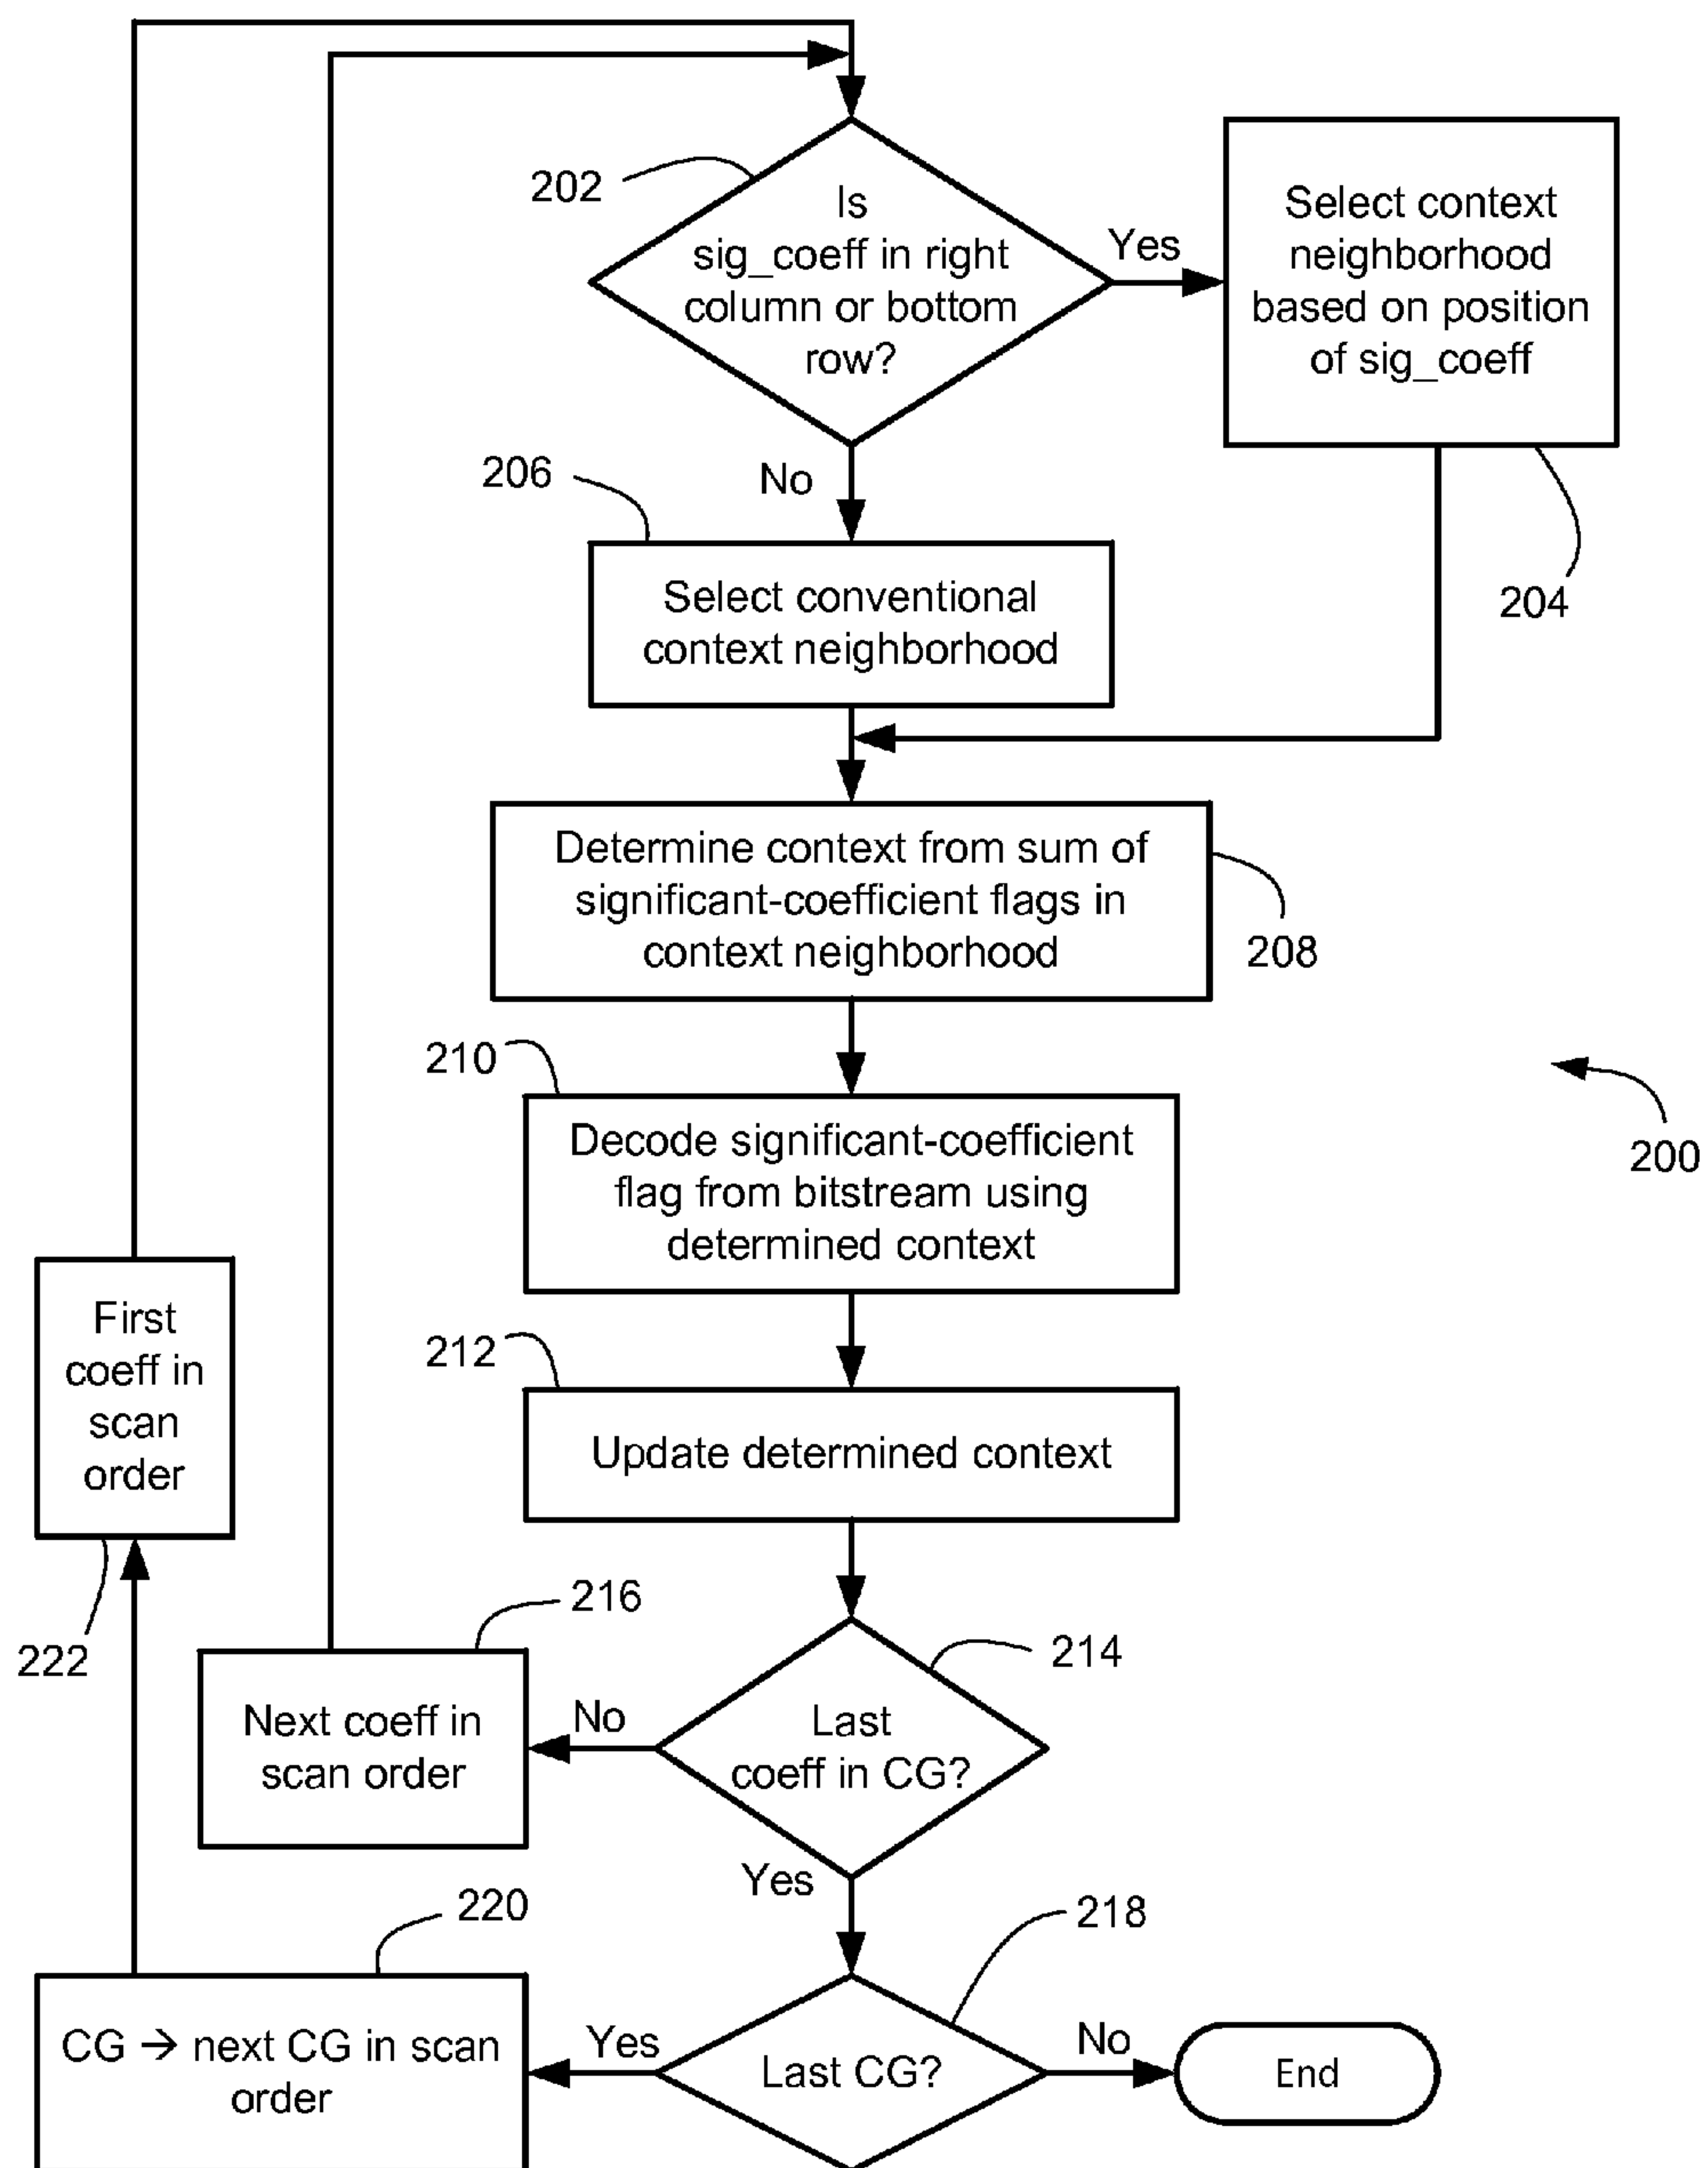 202
Is
sig_coeff in right
column or bottom
row?
Yes
Select context
neighborhood
based on position
of sig_coeff
204
No
206
Select conventional
context neighborhood
Determine context from sum of
significant-coefficient flags in
context neighborhood
208
210
Decode significant-coefficient
flag from bitstream using
determined context
200
212
Update determined context
First
coeff in
scan
order
222
216
Next coeff in
scan order
No
214
Last
coeff in CG?
Yes
220
218
CG → next CG in scan
order
Yes
Last CG?
No
End